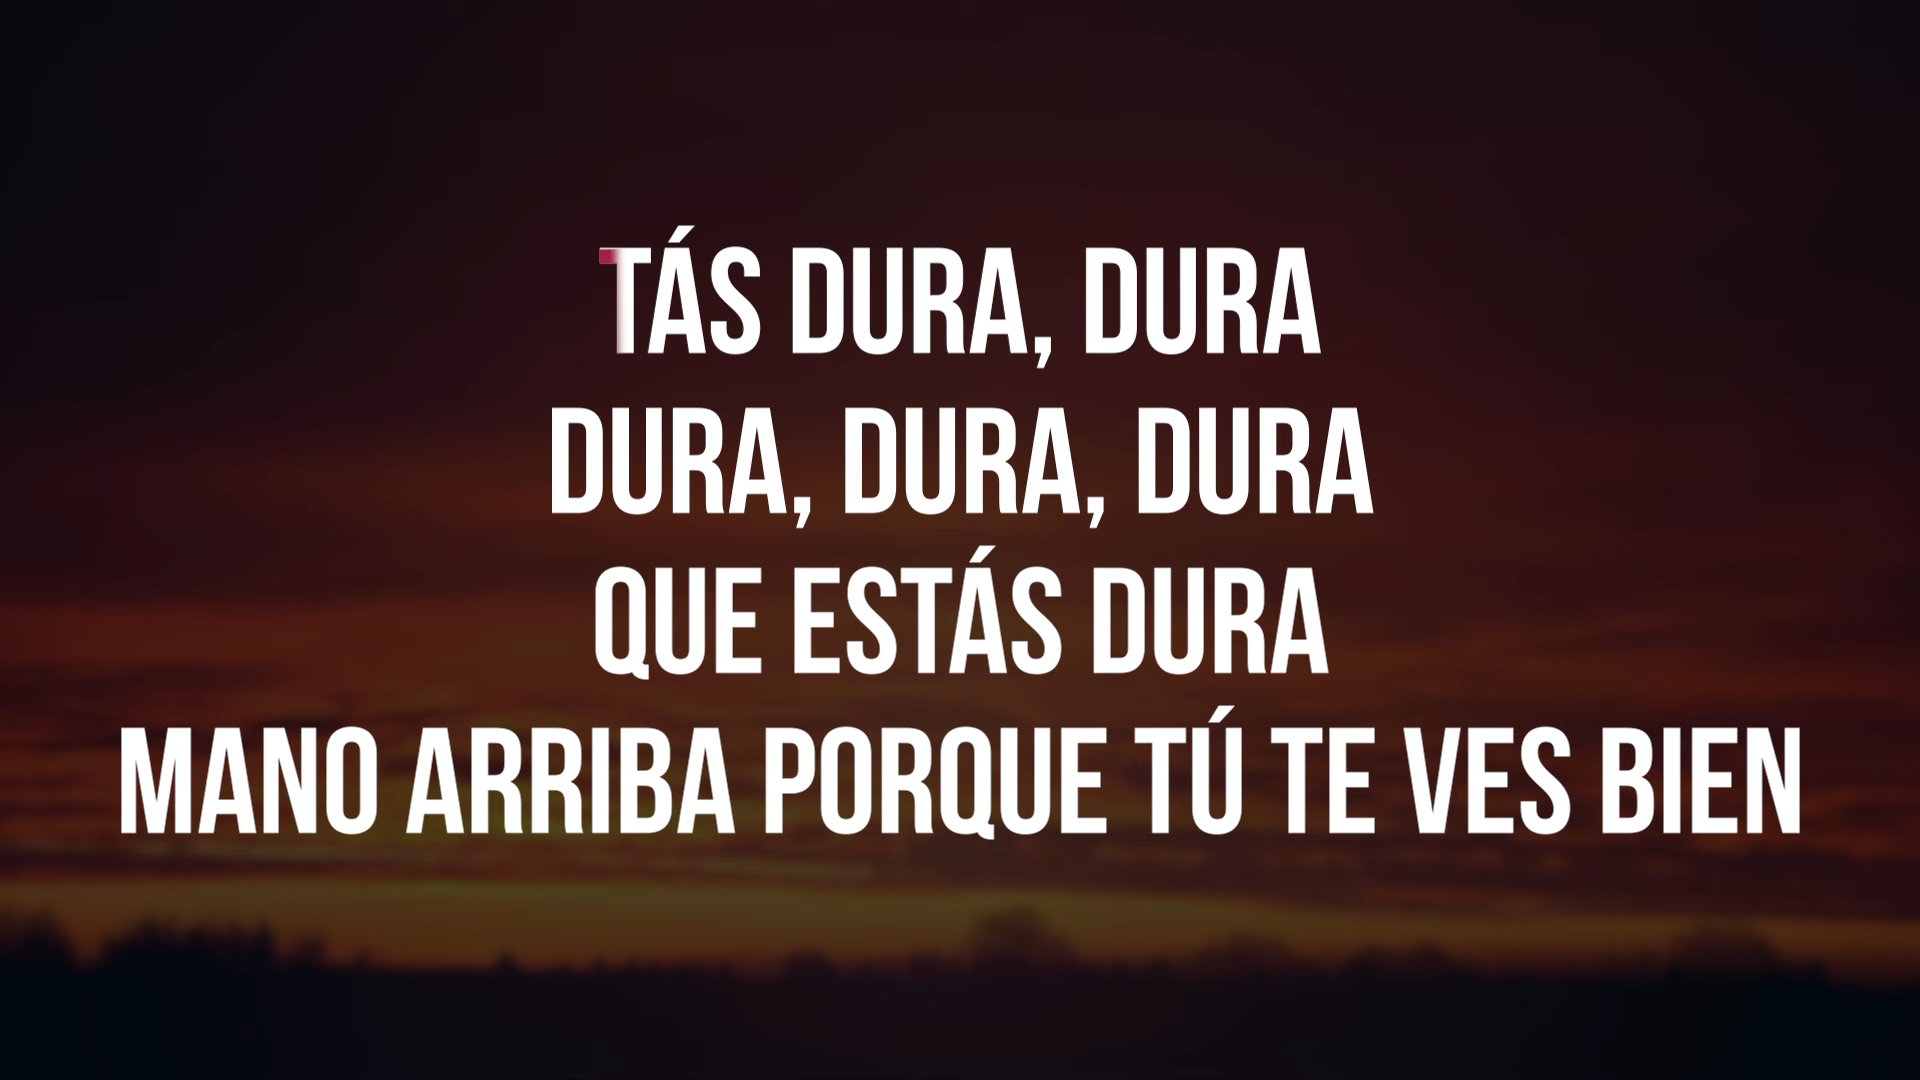 TÁS DURA, DURA
DURA, DURA, DURA
QUE ESTÁS DURA
MANO ARRIBA PORQUE TÚ TE VES BIEN